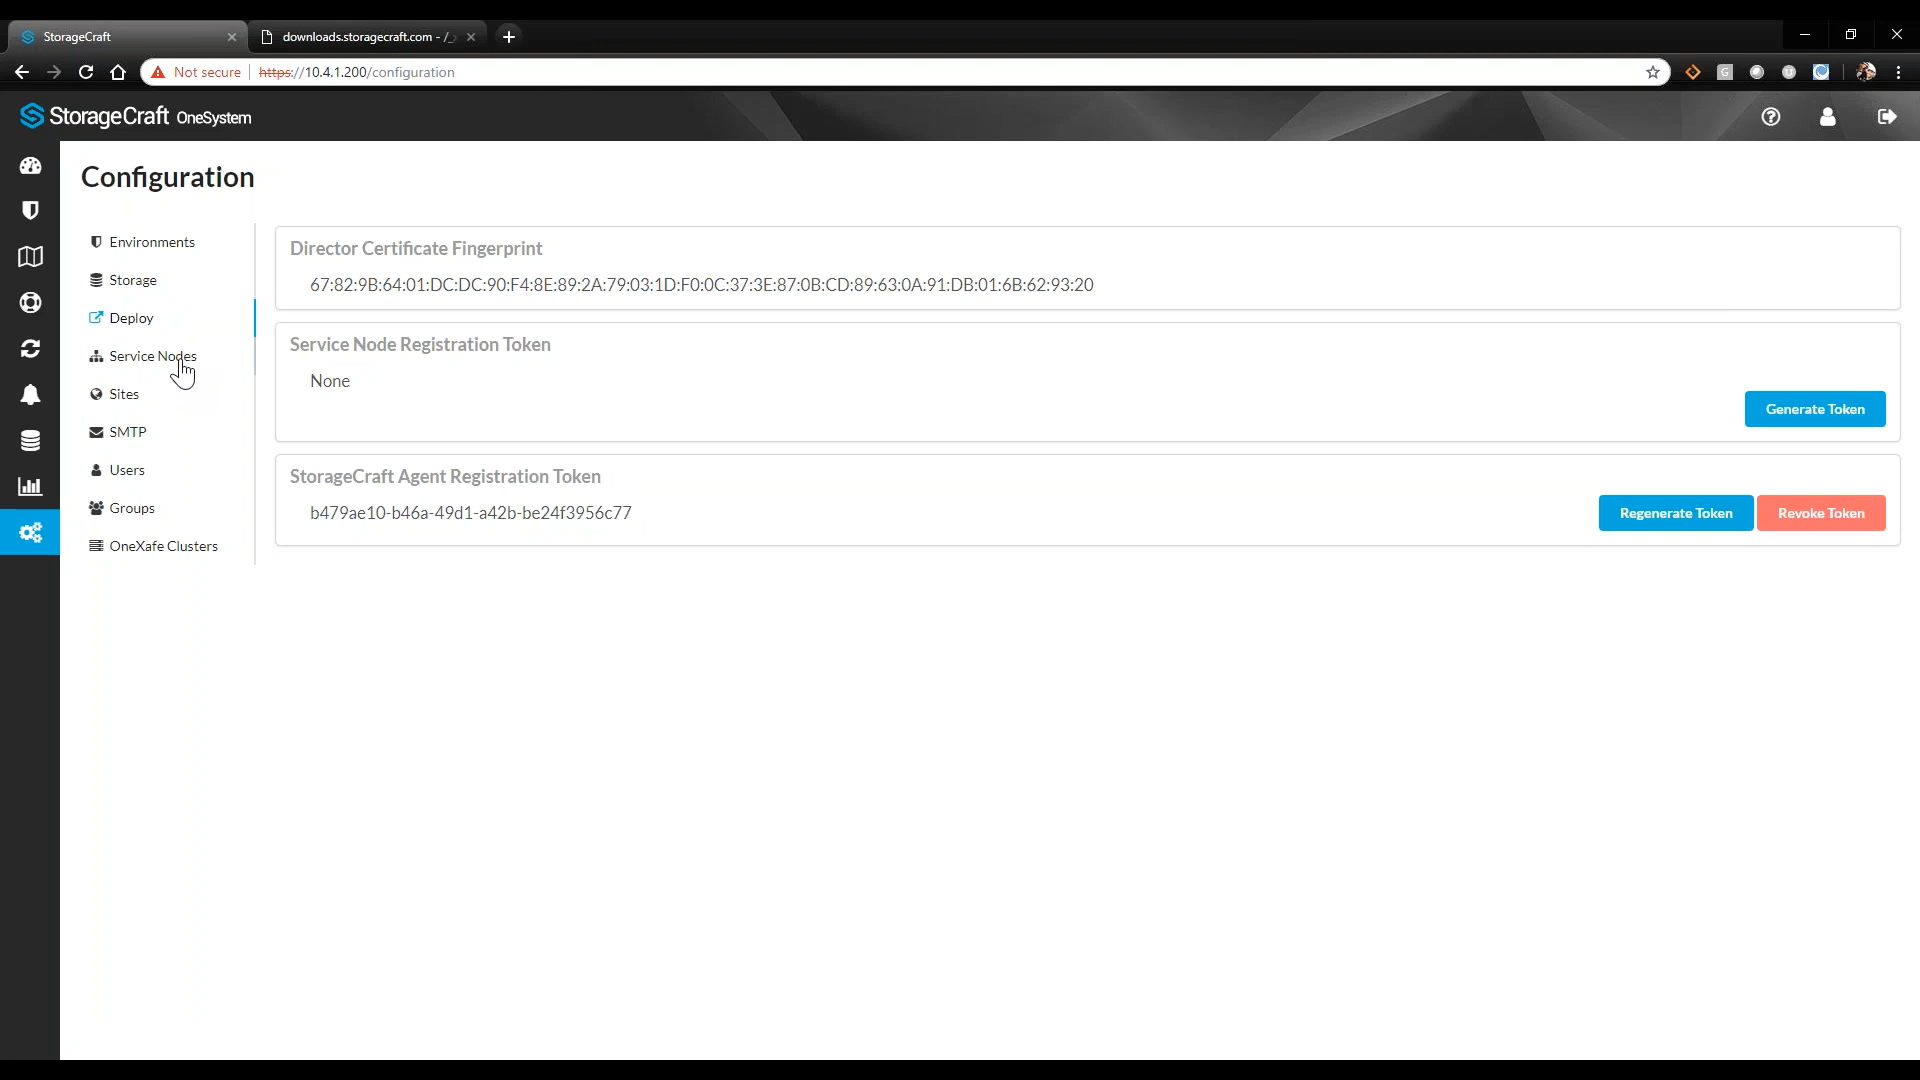 StorageCraft
downloads.storagecraft.com - /_
Not secure
https://10.4.1.200/configuration
StorageCraft OneSystem
Configuration
Environments
Storage
Deploy
Service Nodes
Sites
SMTP
Users
Groups
OneXafe Clusters
Director Certificate Fingerprint
67:82:9B:64:01:DC:DC:90:F4:8E:89:2A:79:03:1D:F0:0C:37:3E:87:0B:CD:89:63:0A:91:DB:01:6B:62:93:20
Service Node Registration Token
None
Generate Token
StorageCraft Agent Registration Token
b479ae10-b46a-49d1-a42b-be24f3956c77
Regenerate Token
Revoke Token